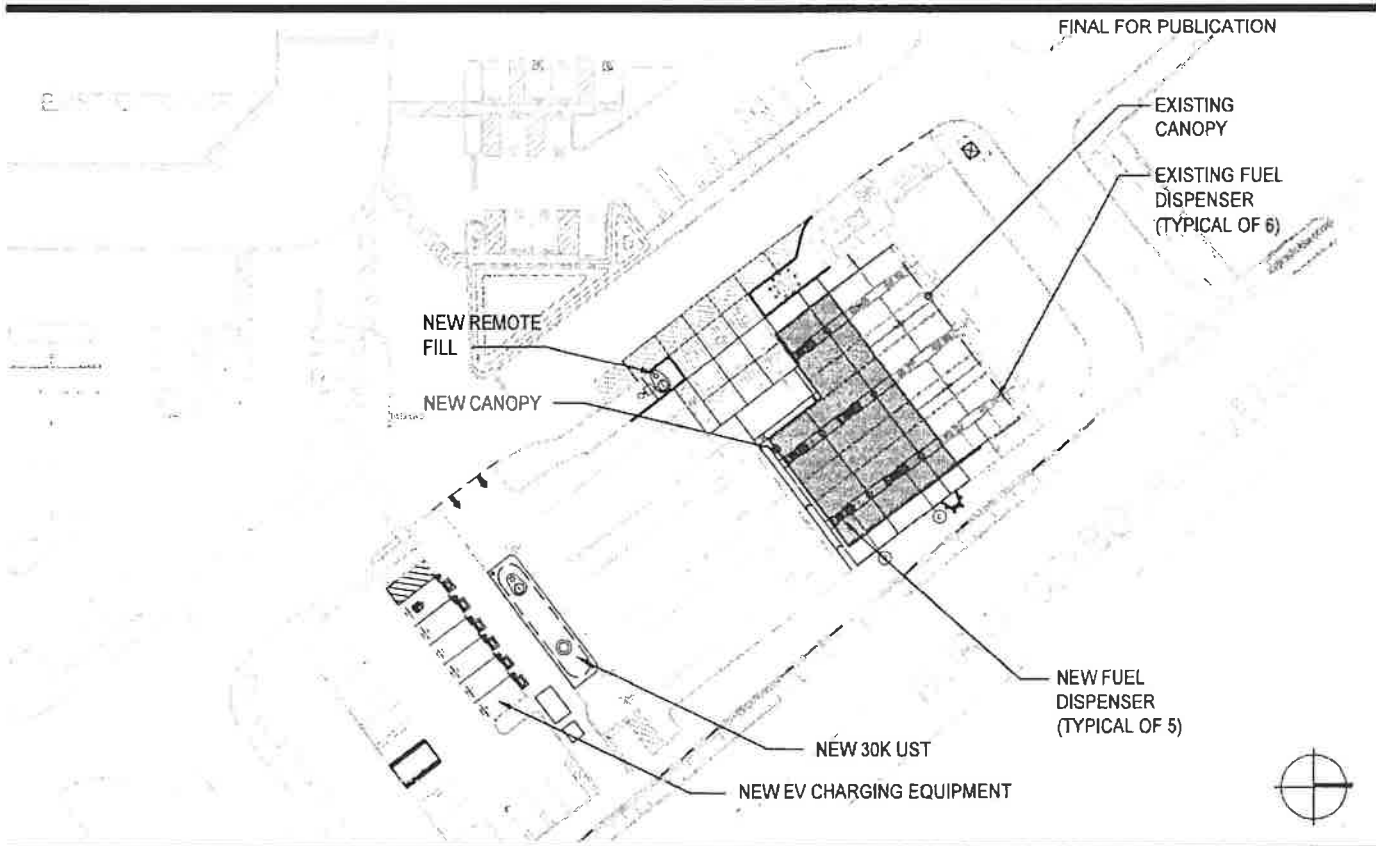 FINAL FOR PUBLICATION
EXISTING
CANOPY
EXISTING FUEL
DISPENSER
(TYPICAL OF 6)
NEW REMOTE
FILL
NEW CANOPY
NEW FUEL
DISPENSER
(TYPICAL OF 5)
NEW 30K UST
NEW EV CHARGING EQUIPMENT